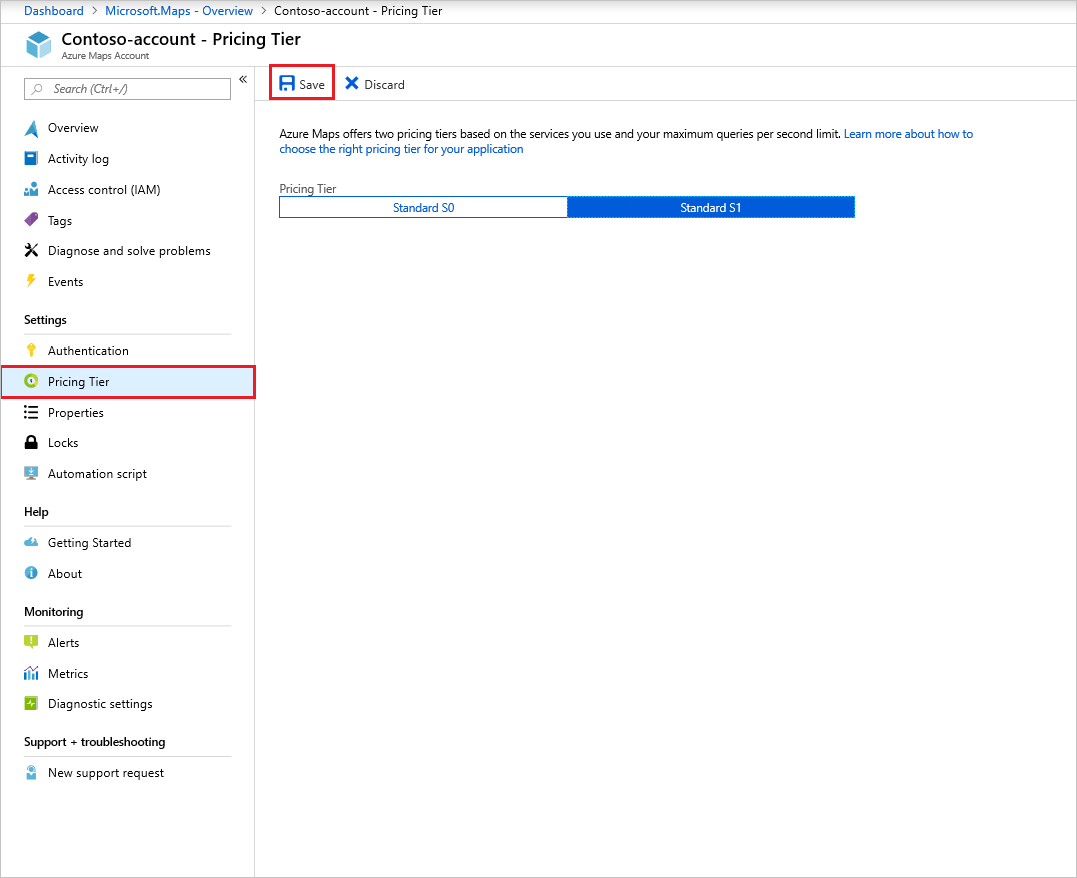 Dashboard > Microsoft.Maps - Overview > Contoso-account - Pricing Tier
Contoso-account - Pricing Tier
Azure Maps Account
Search (Ctrl+/)
«
Overview
Activity log
Access control (IAM)
Tags
Diagnose and solve problems
Events
Settings
Authentication
Pricing Tier
Properties
Locks
Automation script
Help
Getting Started
About
Monitoring
Alerts
Metrics
Diagnostic settings
Support + troubleshooting
New support request
Save
Discard
Azure Maps offers two pricing tiers based on the services you use and your maximum queries per second limit. Learn more about how to
choose the right pricing tier for your application
Pricing Tier
Standard S0
Standard S1